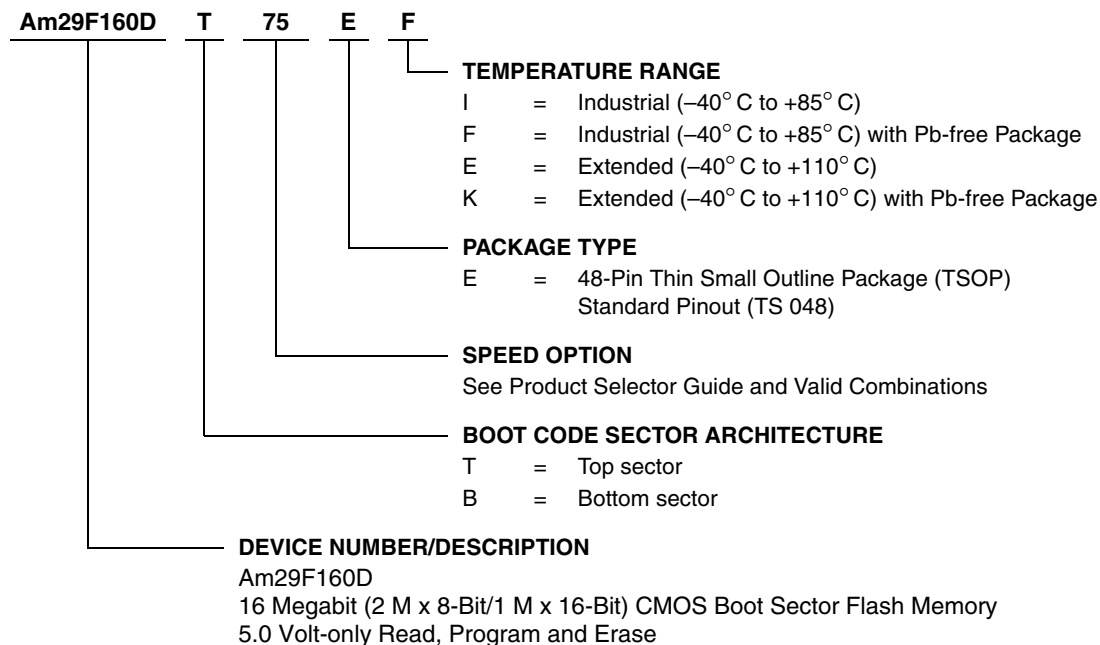 Am29F160D T 75 E F
TEMPERATURE RANGE
I = Industrial (–40° C to +85° C)
F = Industrial (–40° C to +85° C) with Pb-free Package
E = Extended (–40° C to +110° C)
K = Extended (–40° C to +110° C) with Pb-free Package
PACKAGE TYPE
E = 48-Pin Thin Small Outline Package (TSOP)
Standard Pinout (TS 048)
SPEED OPTION
See Product Selector Guide and Valid Combinations
BOOT CODE SECTOR ARCHITECTURE
T = Top sector
B = Bottom sector
DEVICE NUMBER/DESCRIPTION
Am29F160D
16 Megabit (2 M x 8-Bit/1 M x 16-Bit) CMOS Boot Sector Flash Memory
5.0 Volt-only Read, Program and Erase